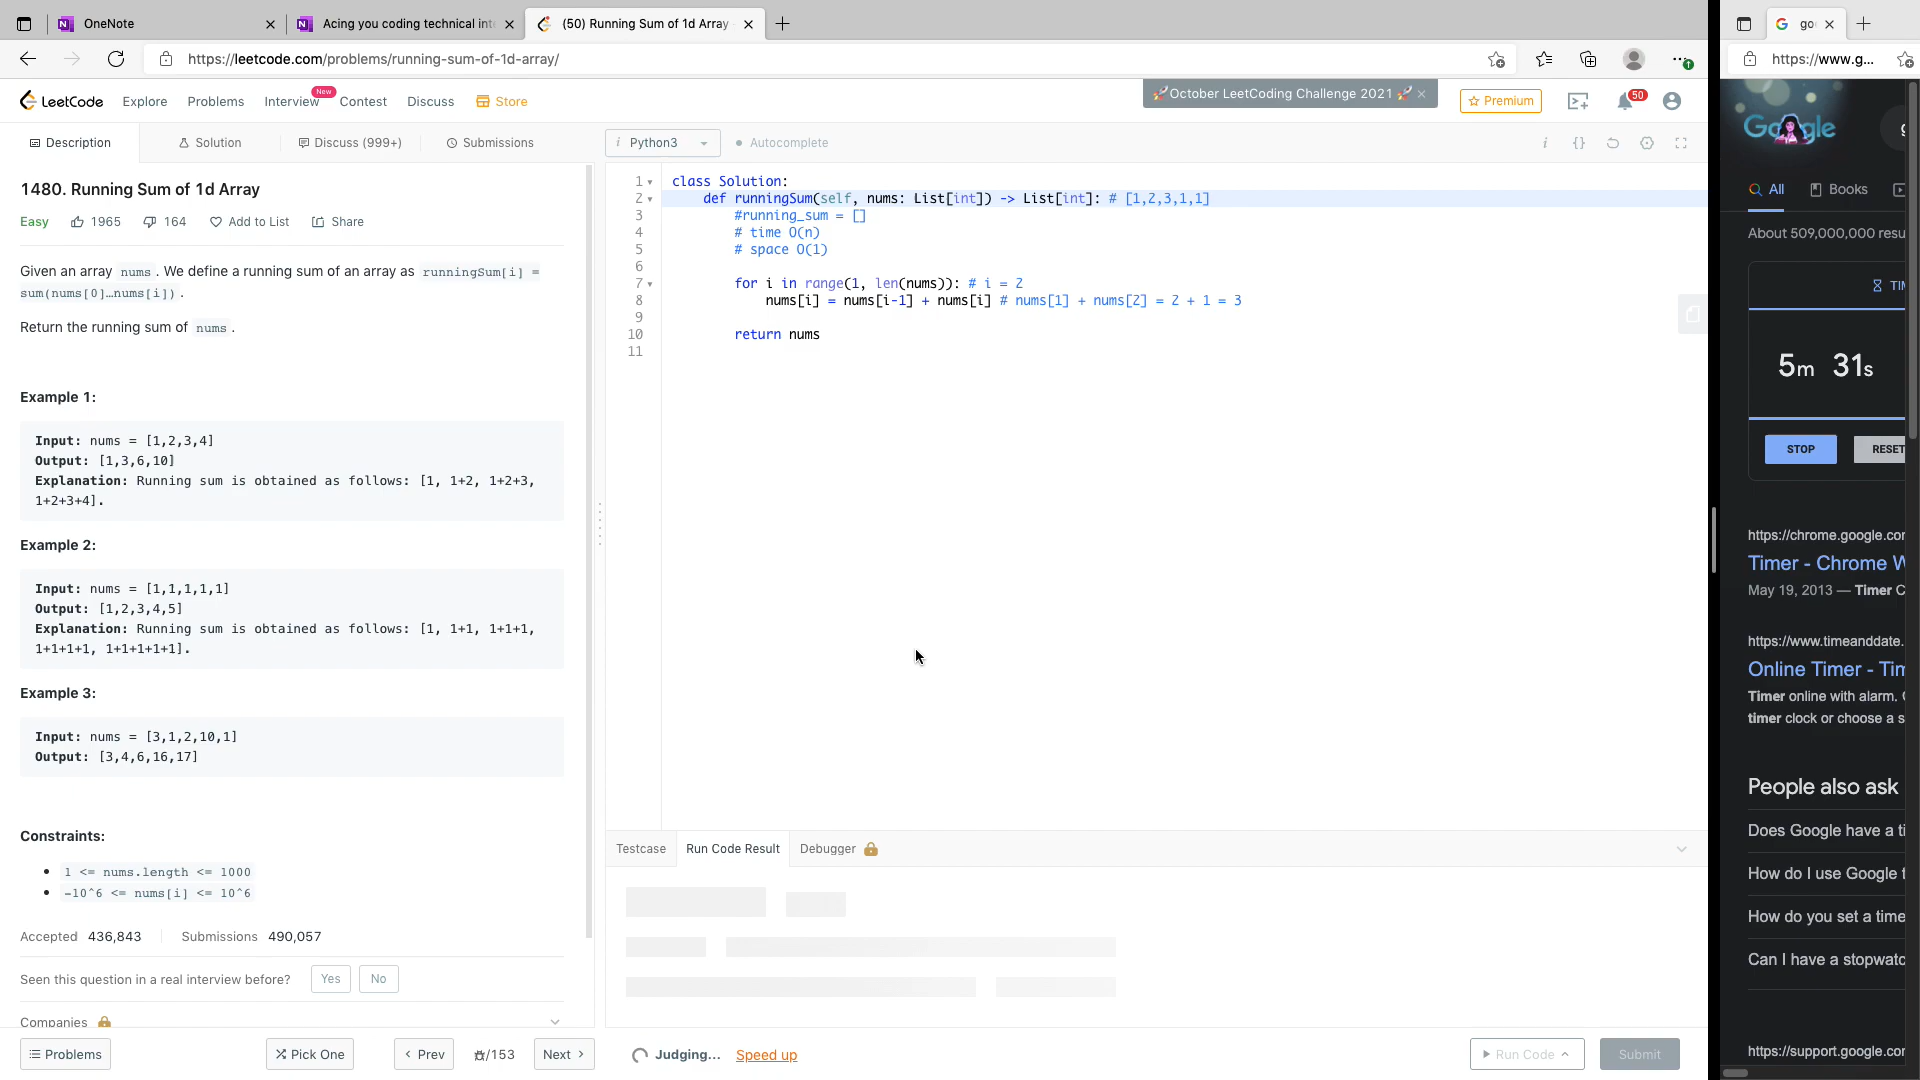 OneNote
Acing you coding technical inte
(50) Running Sum of 1d Array
go
https://leetcode.com/problems/running-sum-of-1d-array/
https://www.g...
LeetCode
Explore
Problems
Interview
New
Contest
Discuss
Store
🚀October LeetCoding Challenge 2021 🚀 ×
Premium
50
Google
g
Description
Solution
Discuss (999+)
Submissions
i Python3
Autocomplete
i
{}
All
Books
1480. Running Sum of 1d Array
Easy
1965
164
Add to List
Share
Given an array nums . We define a running sum of an array as runningSum[i] =
sum(nums[0]…nums[i]) .
Return the running sum of nums .
Example 1:
Input: nums = [1,2,3,4]
Output: [1,3,6,10]
Explanation: Running sum is obtained as follows: [1, 1+2, 1+2+3,
1+2+3+4].
Example 2:
Input: nums = [1,1,1,1,1]
Output: [1,2,3,4,5]
Explanation: Running sum is obtained as follows: [1, 1+1, 1+1+1,
1+1+1+1, 1+1+1+1+1].
Example 3:
Input: nums = [3,1,2,10,1]
Output: [3,4,6,16,17]
Constraints:
1 <= nums.length <= 1000
-10^6 <= nums[i] <= 10^6
Accepted 436,843
Submissions 490,057
Seen this question in a real interview before?
Yes
No
Companies
Problems
Pick One
Prev
/153
Next
1 class Solution:
2 def runningSum(self, nums: List[int]) -> List[int]: # [1,2,3,1,1]
3 #running_sum = []
4 # time O(n)
5 # space O(1)
6
7 for i in range(1, len(nums)): # i = 2
8 nums[i] = nums[i-1] + nums[i] # nums[1] + nums[2] = 2 + 1 = 3
9
10 return nums
11
Testcase
Run Code Result
Debugger
Judging...
Speed up
Run Code
Submit
About 509,000,000 resu
TIM
5m 31s
STOP
RESET
https://chrome.google.com
Timer - Chrome W
May 19, 2013 — Timer C
https://www.timeanddate.
Online Timer - Tim
Timer online with alarm. C
timer clock or choose a s
People also ask
Does Google have a ti
How do I use Google t
How do you set a time
Can I have a stopwatc
https://support.google.com